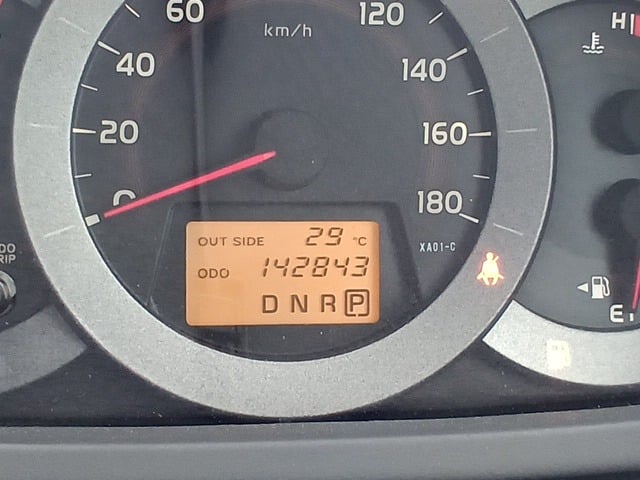 60
120
H
km/h
40
140
20
160
0
180
OUT SIDE 29 °C
XA01-C
ODO 142843
D N R P
E